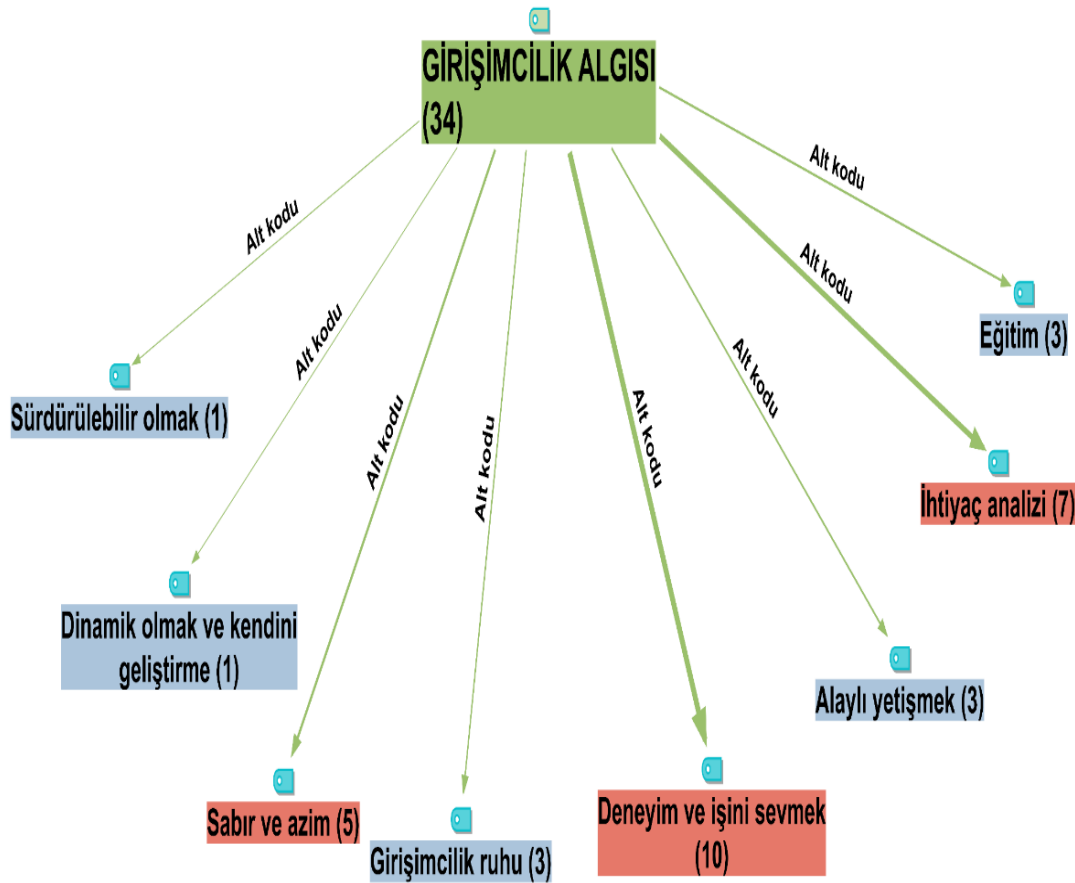 GİRİŞİMCİLİK ALGISI
(34)
Alt kodu
Alt kodu
Alt kodu
Alt kodu
Alt kodu
Alt kodu
Alt kodu
Alt kodu
Eğitim (3)
Sürdürülebilir olmak (1)
İhtiyaç analizi (7)
Dinamik olmak ve kendini
geliştirme (1)
Alaylı yetişmek (3)
Sabır ve azim (5)
Girişimcilik ruhu (3)
Deneyim ve işini sevmek
(10)